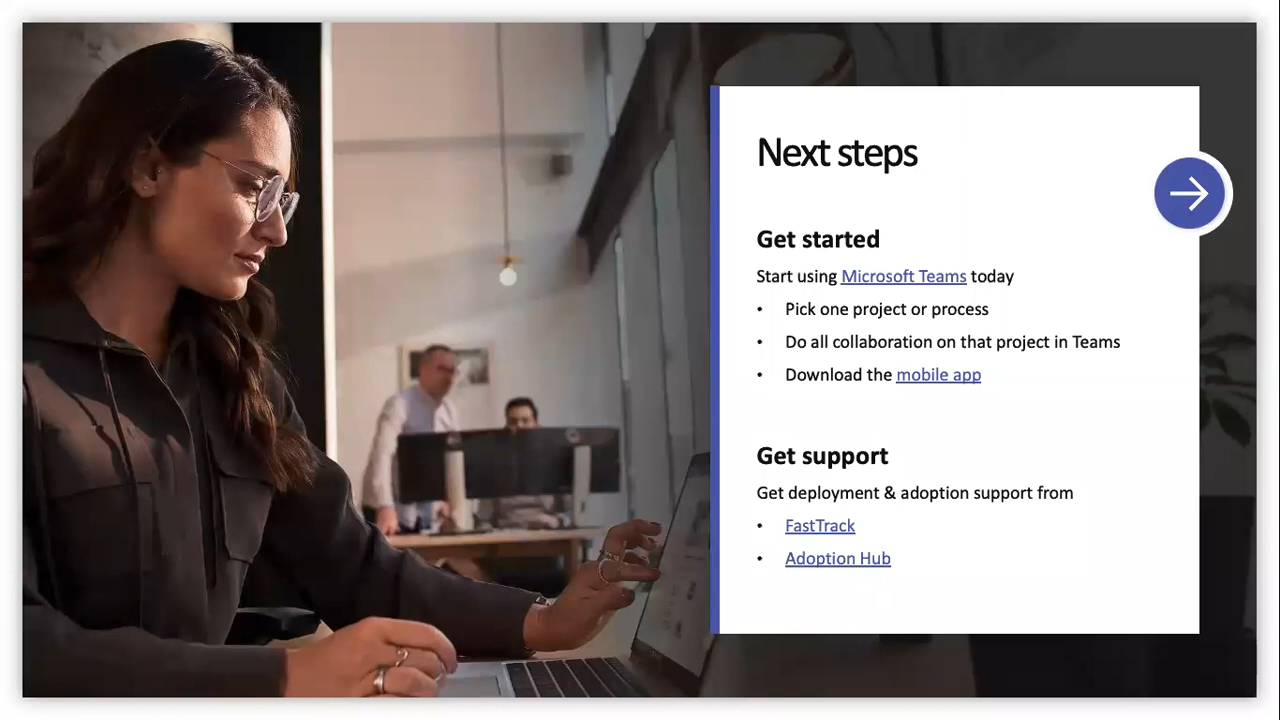 Next steps
Get started
Start using Microsoft Teams today
• Pick one project or process
• Do all collaboration on that project in Teams
• Download the mobile app
Get support
Get deployment & adoption support from
• FastTrack
• Adoption Hub